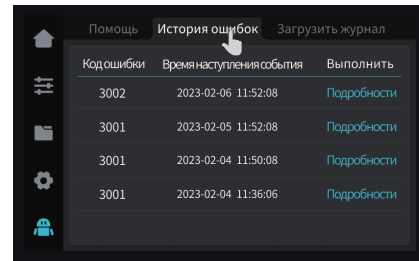 Помощь История ошибок Загрузить журнал
Код ошибки Время наступления события Выполнить
3002 2023-02-06 11:52:08 Подробности
3001 2023-02-05 11:52:08 Подробности
3001 2023-02-04 11:50:08 Подробности
3001 2023-02-04 11:36:06 Подробности